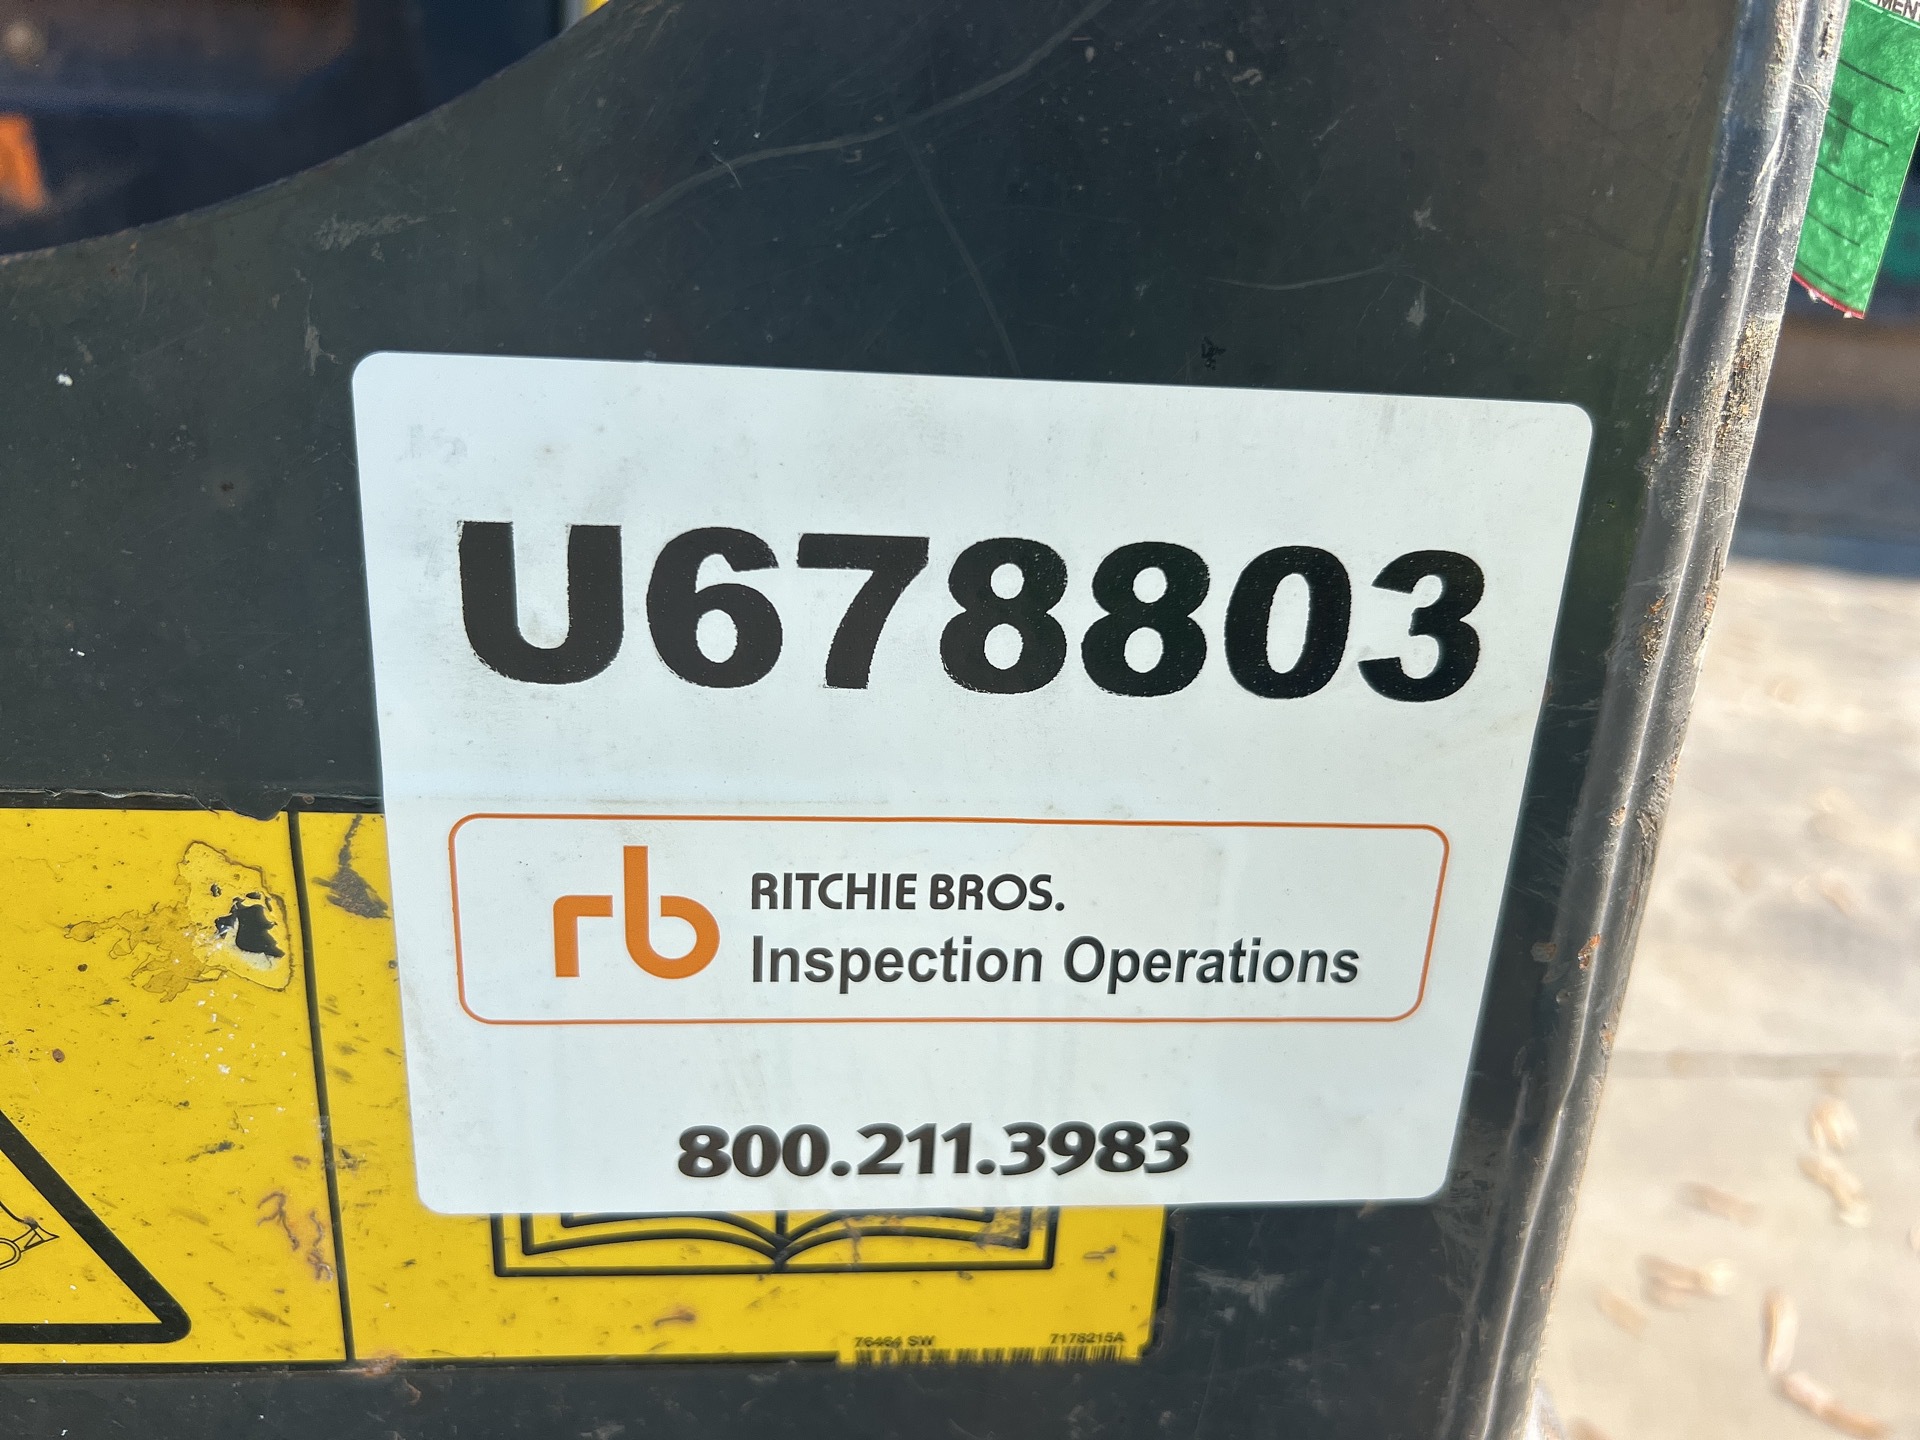 U678803
rb RITCHIE BROS.
Inspection Operations
800.211.3983
76464 SW 7178215A